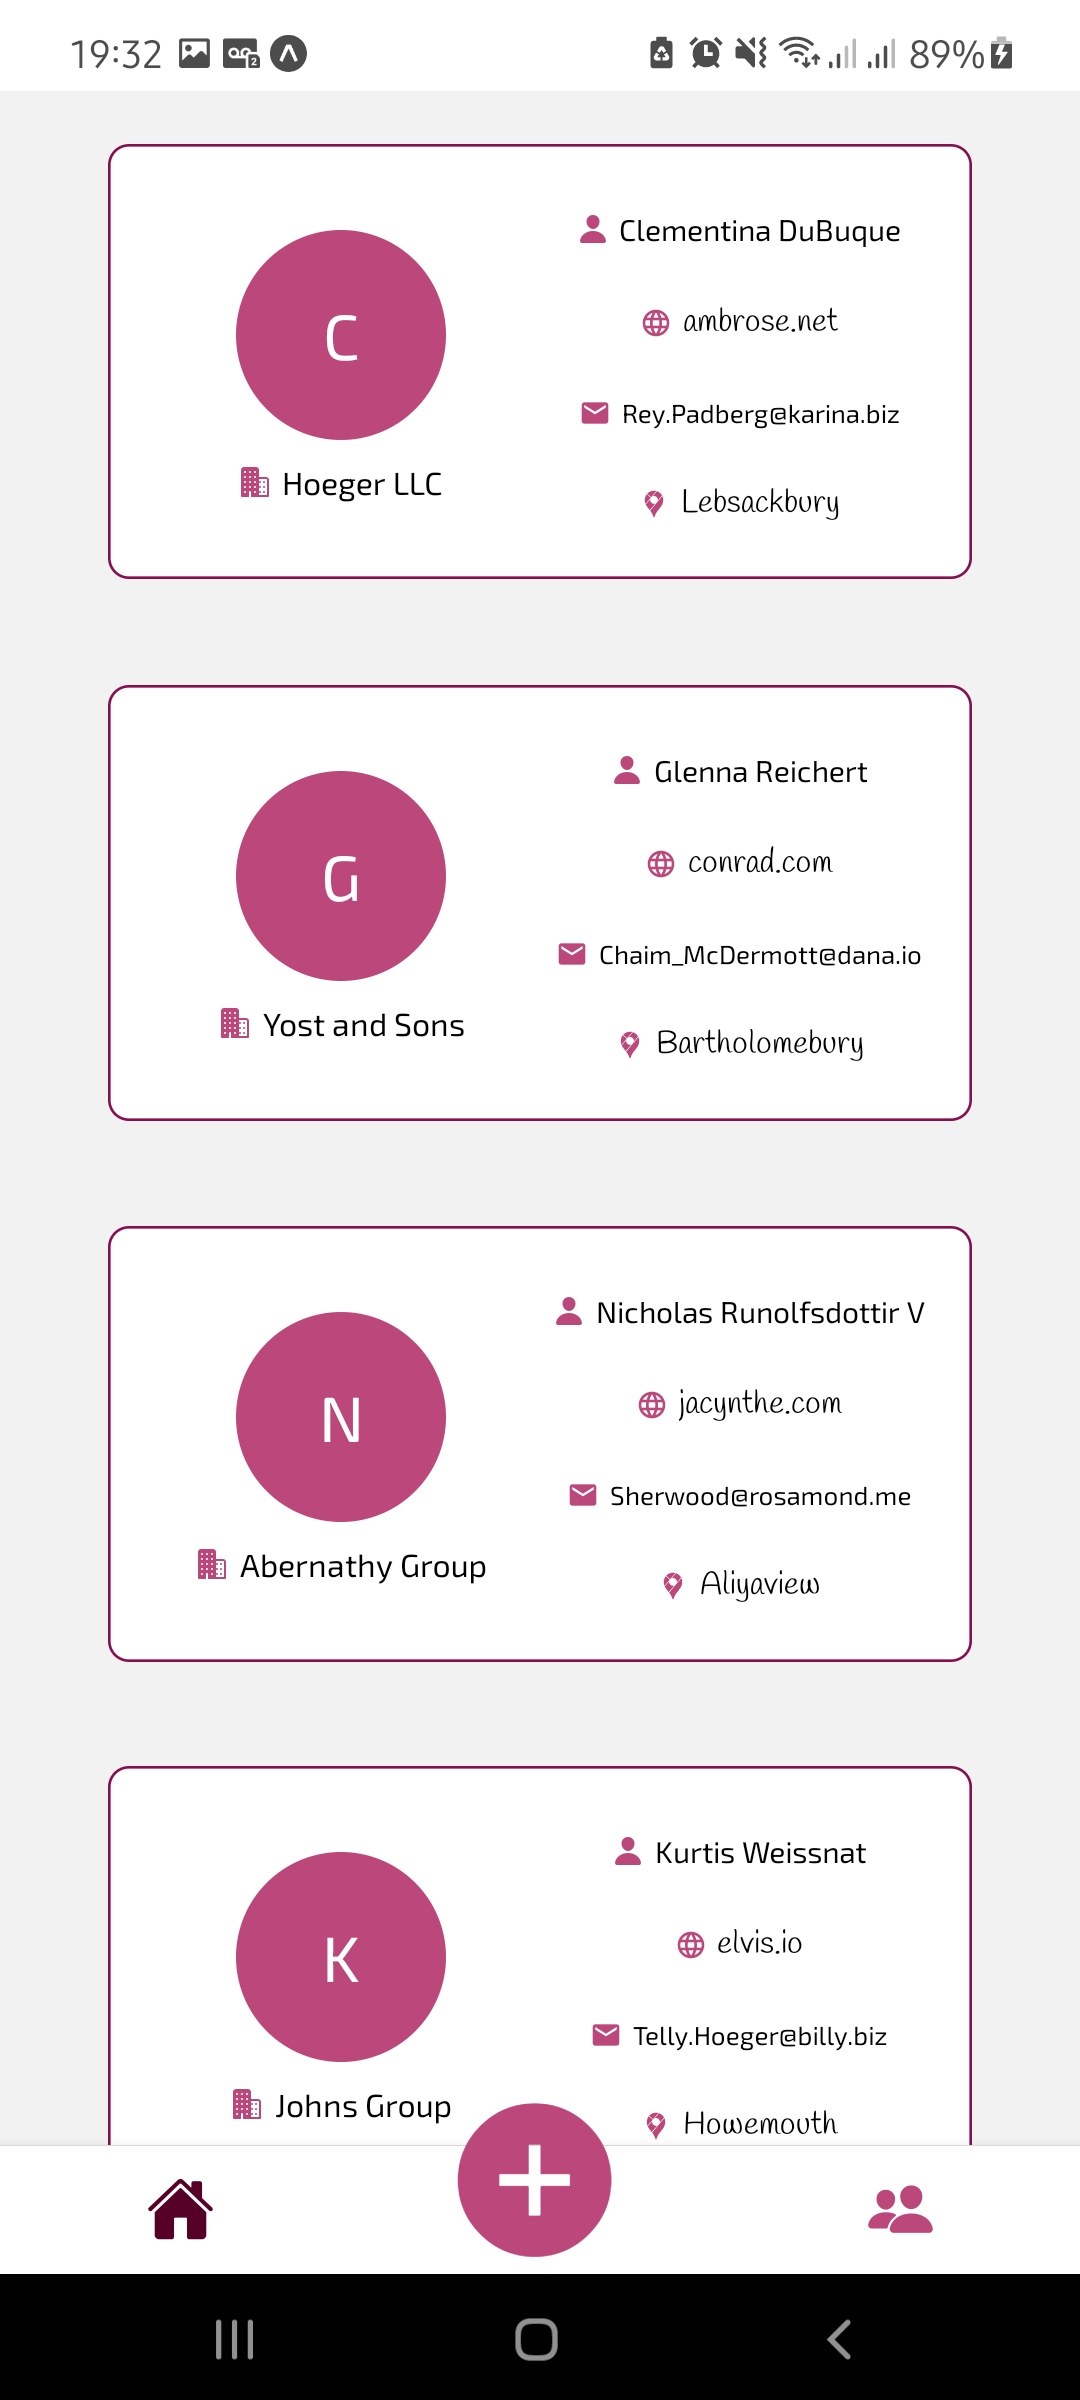 19:32
89%
C
Hoeger LLC
Clementina DuBuque
ambrose.net
Rey.Padberg@karina.biz
Lebsackbury
G
Yost and Sons
Glenna Reichert
conrad.com
Chaim_McDermott@dana.io
Bartholomebury
N
Abernathy Group
Nicholas Runolfsdottir V
jacynthe.com
Sherwood@rosamond.me
Aliyaview
K
Johns Group
Kurtis Weissnat
elvis.io
Telly.Hoeger@billy.biz
Howemouth